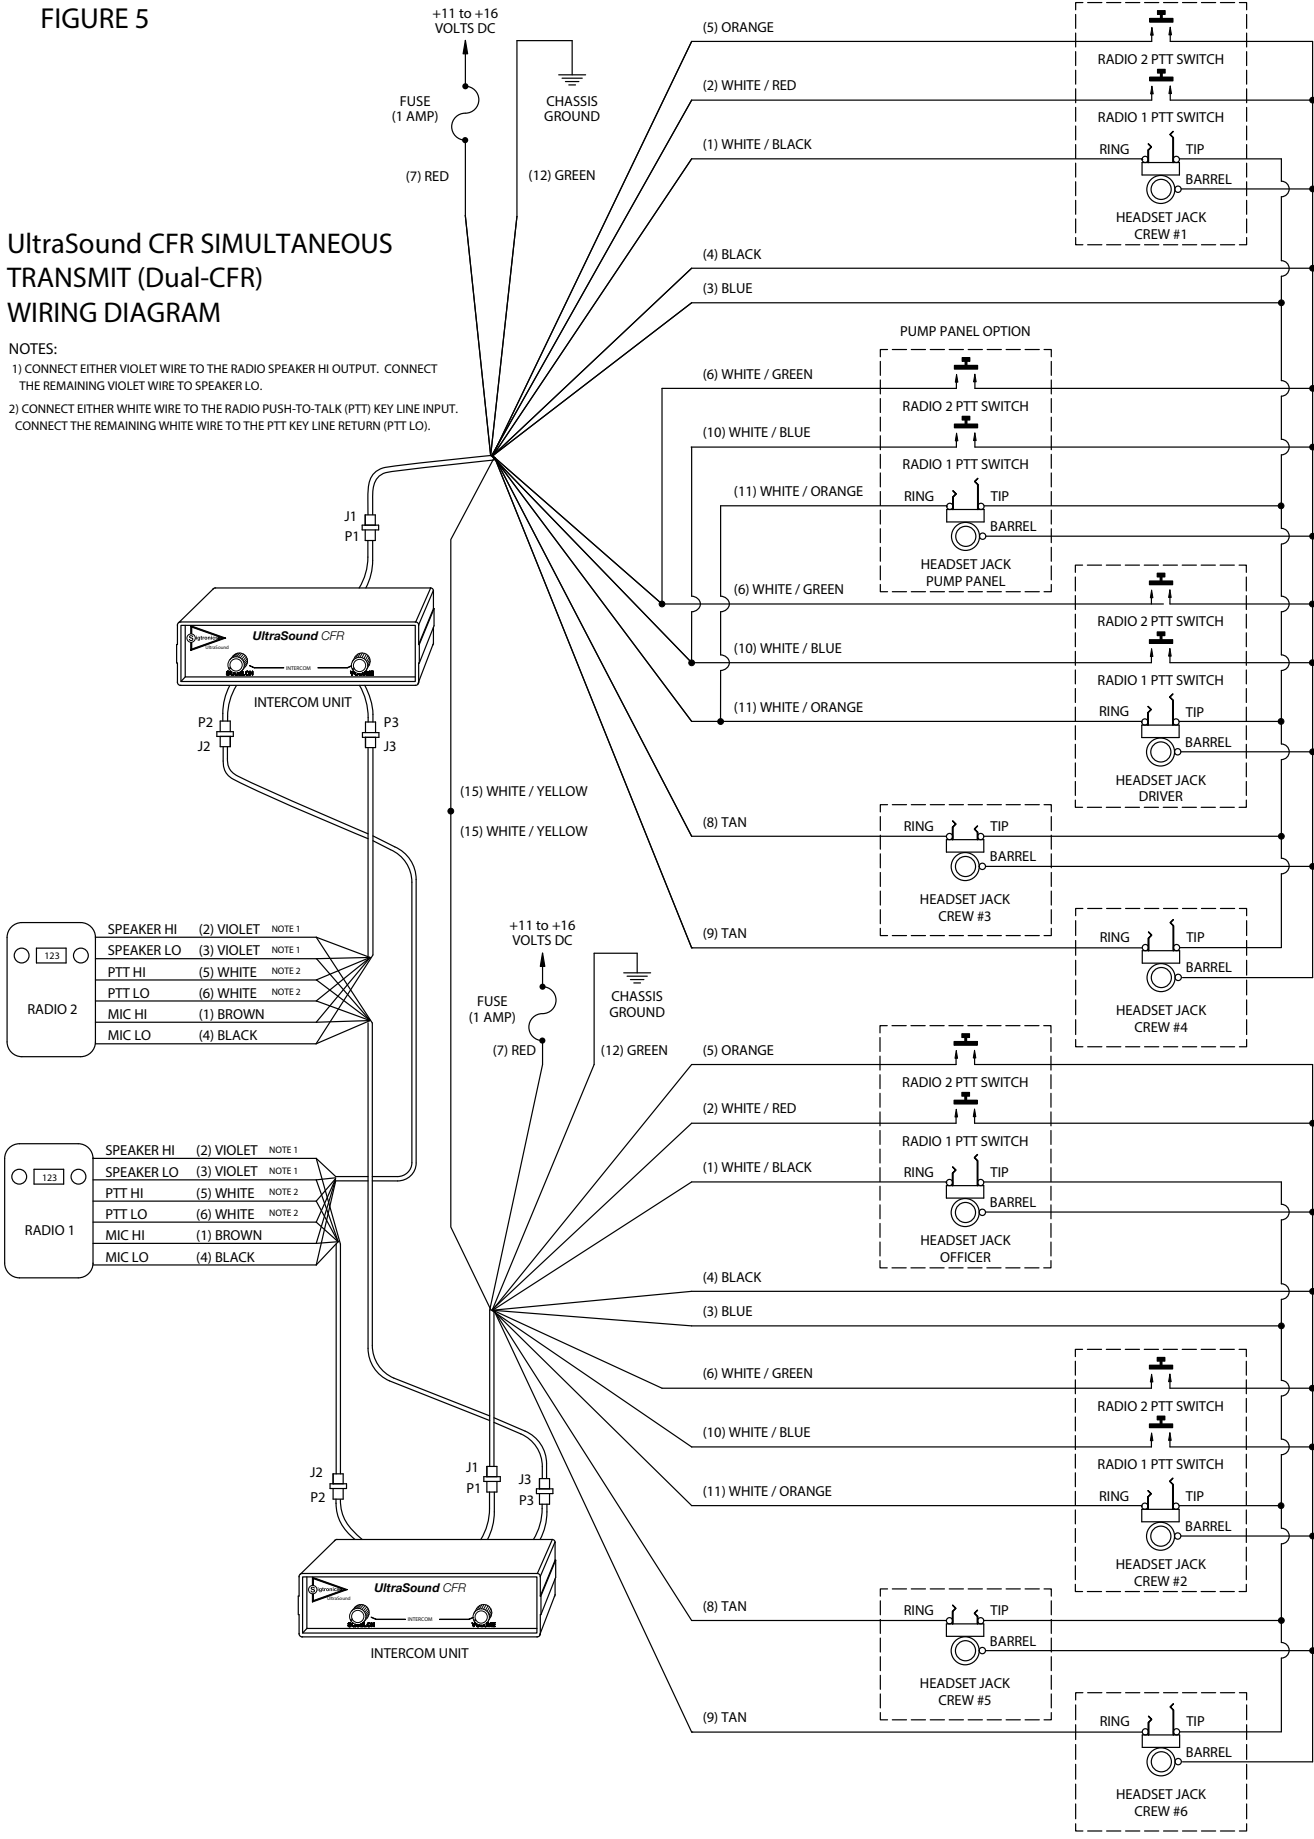 FIGURE 5
+11 to +16
VOLTS DC
FUSE
(1 AMP)
CHASSIS
GROUND
(7) RED
(12) GREEN
(5) ORANGE
(2) WHITE / RED
(1) WHITE / BLACK
RADIO 2 PTT SWITCH
RADIO 1 PTT SWITCH
RING
TIP
BARREL
HEADSET JACK
CREW #1
UltraSound CFR SIMULTANEOUS
TRANSMIT (Dual-CFR)
WIRING DIAGRAM
NOTES:
1) CONNECT EITHER VIOLET WIRE TO THE RADIO SPEAKER HI OUTPUT. CONNECT
THE REMAINING VIOLET WIRE TO SPEAKER LO.
2) CONNECT EITHER WHITE WIRE TO THE RADIO PUSH-TO-TALK (PTT) KEY LINE INPUT.
CONNECT THE REMAINING WHITE WIRE TO THE PTT KEY LINE RETURN (PTT LO).
(4) BLACK
(3) BLUE
PUMP PANEL OPTION
(6) WHITE / GREEN
RADIO 2 PTT SWITCH
(10) WHITE / BLUE
RADIO 1 PTT SWITCH
(11) WHITE / ORANGE
RING
TIP
BARREL
HEADSET JACK
PUMP PANEL
J1
P1
Sigtronics
UltraSound
UltraSound CFR
INTERCOM
SQUELCH
VOLUME
INTERCOM UNIT
P2
J2
P3
J3
(6) WHITE / GREEN
RADIO 2 PTT SWITCH
(10) WHITE / BLUE
RADIO 1 PTT SWITCH
(11) WHITE / ORANGE
RING
TIP
BARREL
HEADSET JACK
DRIVER
(15) WHITE / YELLOW
(15) WHITE / YELLOW
(8) TAN
RING
TIP
BARREL
HEADSET JACK
CREW #3
(9) TAN
RING
TIP
BARREL
HEADSET JACK
CREW #4
123
RADIO 2
SPEAKER HI (2) VIOLET NOTE 1
SPEAKER LO (3) VIOLET NOTE 1
PTT HI (5) WHITE NOTE 2
PTT LO (6) WHITE NOTE 2
MIC HI (1) BROWN
MIC LO (4) BLACK
+11 to +16
VOLTS DC
FUSE
(1 AMP)
CHASSIS
GROUND
(7) RED
(12) GREEN
(5) ORANGE
RADIO 2 PTT SWITCH
(2) WHITE / RED
RADIO 1 PTT SWITCH
(1) WHITE / BLACK
RING
TIP
BARREL
HEADSET JACK
OFFICER
123
RADIO 1
SPEAKER HI (2) VIOLET NOTE 1
SPEAKER LO (3) VIOLET NOTE 1
PTT HI (5) WHITE NOTE 2
PTT LO (6) WHITE NOTE 2
MIC HI (1) BROWN
MIC LO (4) BLACK
(4) BLACK
(3) BLUE
(6) WHITE / GREEN
RADIO 2 PTT SWITCH
(10) WHITE / BLUE
RADIO 1 PTT SWITCH
(11) WHITE / ORANGE
RING
TIP
BARREL
HEADSET JACK
CREW #2
J2
P2
J1
P1
J3
P3
Sigtronics
UltraSound
UltraSound CFR
INTERCOM
SQUELCH
VOLUME
INTERCOM UNIT
(8) TAN
RING
TIP
BARREL
HEADSET JACK
CREW #5
(9) TAN
RING
TIP
BARREL
HEADSET JACK
CREW #6